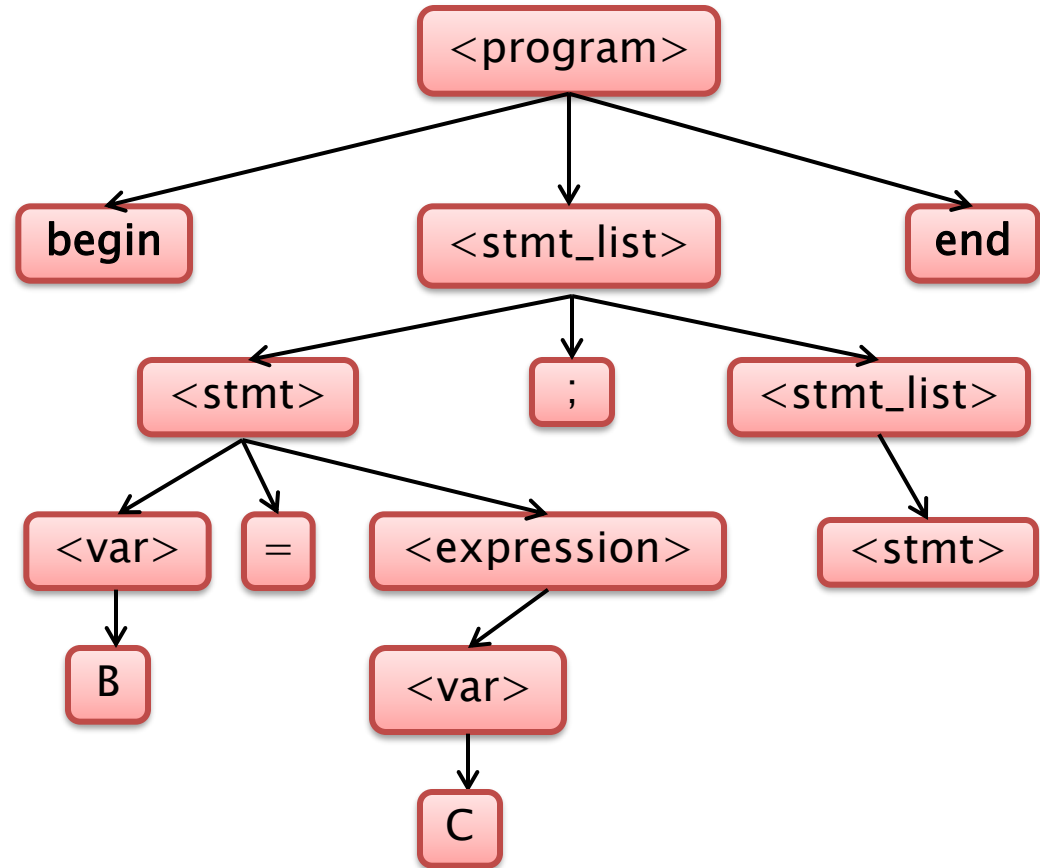 <program>
begin
<stmt_list>
end
<stmt>
;
<stmt_list>
<var>
=
<expression>
<stmt>
B
<var>
C